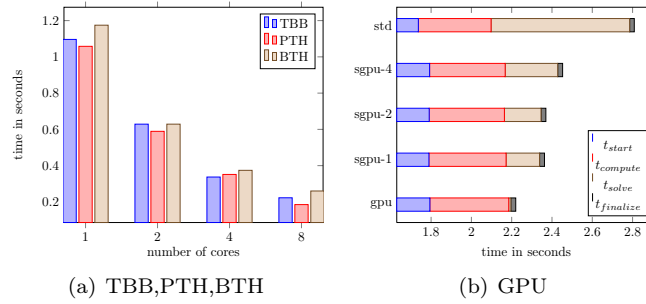 1.2
1
0.8
0.6
0.4
0.2
time in seconds
TBB
PTH
BTH
1 2 4 8
number of cores
(a) TBB,PTH,BTH
std
sgpu-4
sgpu-2
sgpu-1
gpu
t_start
t_compute
t_solve
t_finalize
1.8 2 2.2 2.4 2.6 2.8
time in seconds
(b) GPU